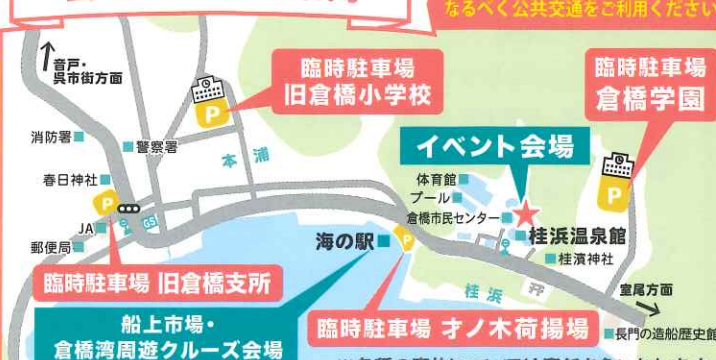 なるべく公共交通をご利用ください
音戸・
呉市街方面
臨時駐車場
旧倉橋小学校
臨時駐車場
倉橋学園
P
P
消防署
警察署
本浦
イベント会場
春日神社
体育館
プール
倉橋市民センター
P
GS
JA
郵便局
海の駅
P
桂浜温泉館
桂濱神社
臨時駐車場 旧倉橋支所
桂浜
室尾方面
船上市場・
倉橋湾周遊クルーズ会場
臨時駐車場 才ノ木荷揚場
長門の造船歴史館